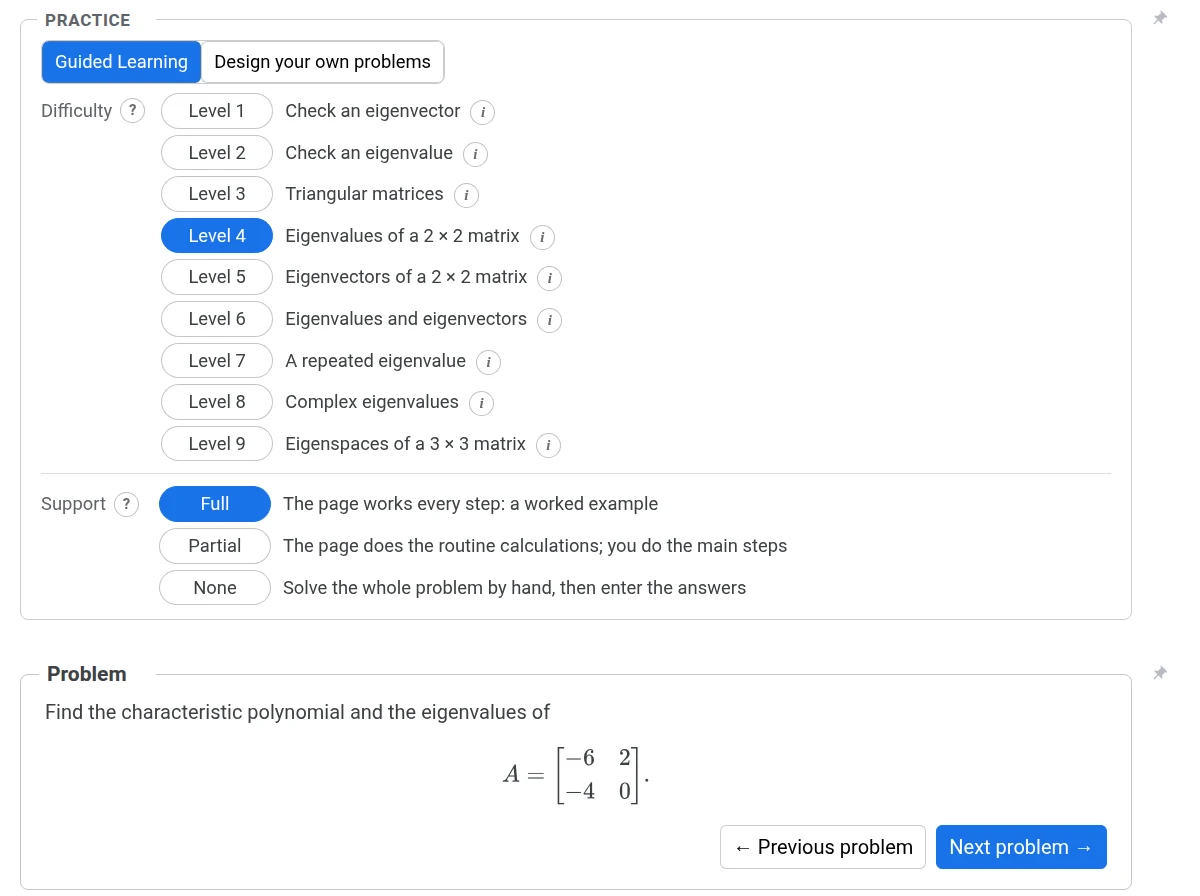 PRACTICE
Guided Learning Design your own problems
Difficulty ? Level 1 Check an eigenvector i
Level 2 Check an eigenvalue i
Level 3 Triangular matrices i
Level 4 Eigenvalues of a 2 × 2 matrix i
Level 5 Eigenvectors of a 2 × 2 matrix i
Level 6 Eigenvalues and eigenvectors i
Level 7 A repeated eigenvalue i
Level 8 Complex eigenvalues i
Level 9 Eigenspaces of a 3 × 3 matrix i
Support ? Full The page works every step: a worked example
Partial The page does the routine calculations; you do the main steps
None Solve the whole problem by hand, then enter the answers
Problem
Find the characteristic polynomial and the eigenvalues of
A = [−6 2
−4 0].
← Previous problem Next problem →